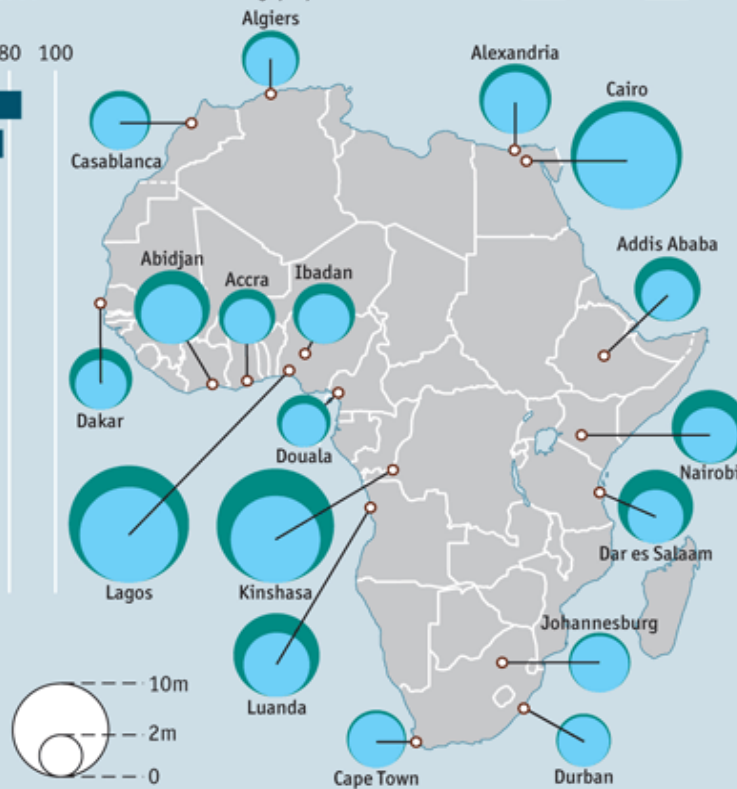 Algiers
80 100
Alexandria
Cairo
Casablanca
Addis Ababa
Abidjan
Accra
Ibadan
Dakar
Douala
Nairobi
Dar es Salaam
Lagos
Kinshasa
Johannesburg
Luanda
10m
2m
0
Cape Town
Durban